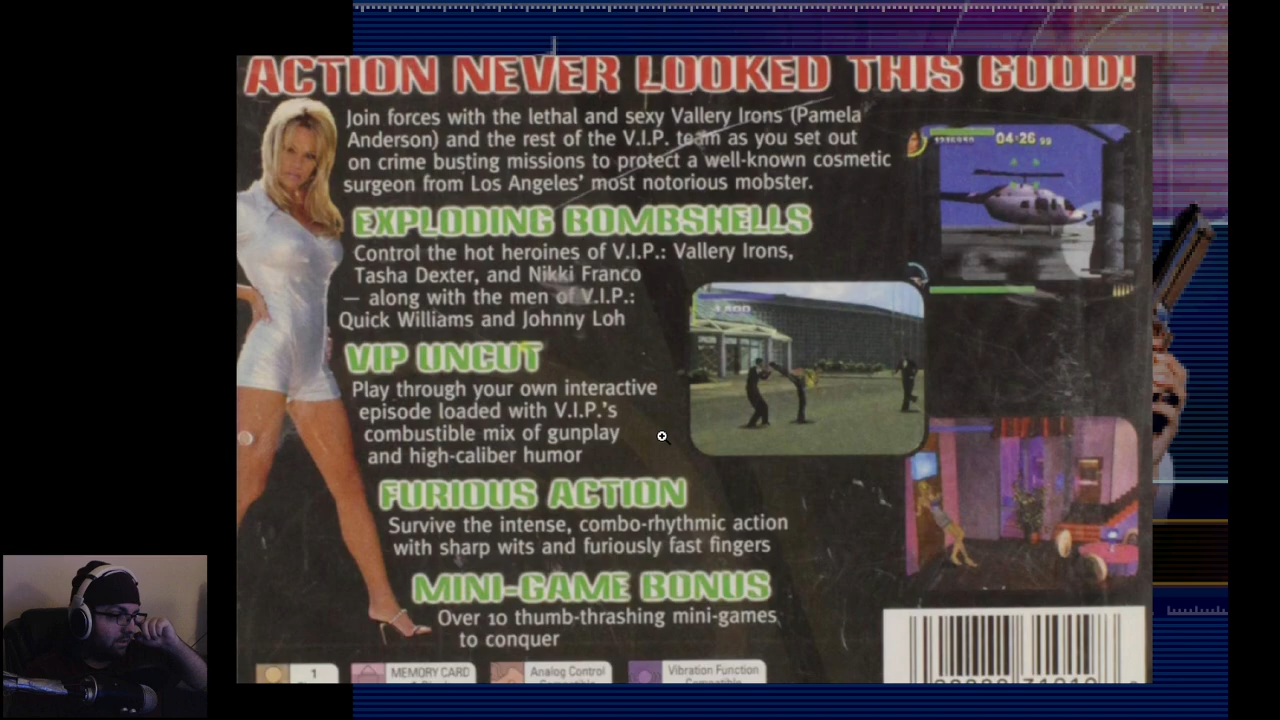 ACTION NEVER LOOKED THIS GOOD!
Join forces with the lethal and sexy Vallery Irons (Pamela
Anderson) and the rest of the V.I.P. team as you set out
on crime busting missions to protect a well-known cosmetic
surgeon from Los Angeles' most notorious mobster.
EXPLODING BOMBSHELLS
Control the hot heroines of V.I.P.: Vallery Irons,
Tasha Dexter, and Nikki Franco
— along with the men of V.I.P.:
Quick Williams and Johnny Loh
VIP UNCUT
Play through your own interactive
episode loaded with V.I.P.'s
combustible mix of gunplay
and high-caliber humor
FURIOUS ACTION
Survive the intense, combo-rhythmic action
with sharp wits and furiously fast fingers
MINI-GAME BONUS
Over 10 thumb-thrashing mini-games
to conquer
04:26 99
1
MEMORY CARD
Analog Control
Vibration Function